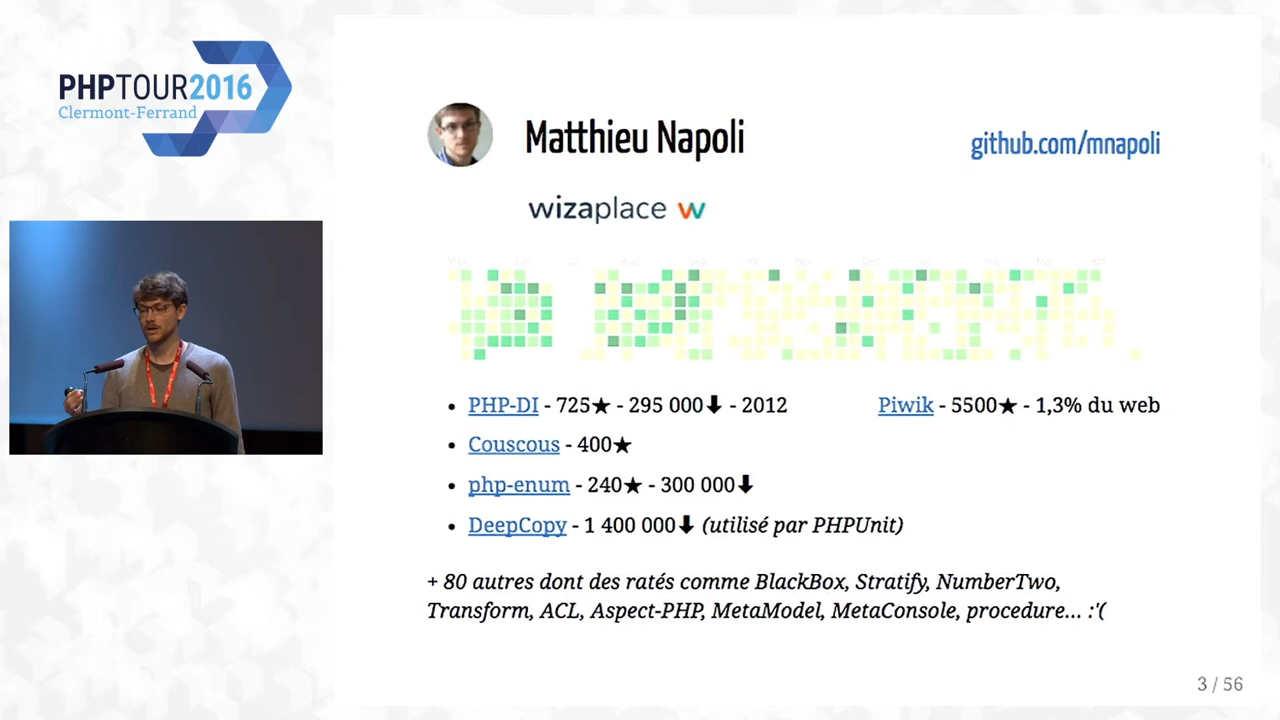 PHPTOUR2016
Clermont-Ferrand
Matthieu Napoli
github.com/mnapoli
wizaplace w
• PHP-DI - 725★ - 295 000⬇ - 2012
Piwik - 5500★ - 1,3% du web
• Couscous - 400★
• php-enum - 240★ - 300 000⬇
• DeepCopy - 1 400 000⬇ (utilisé par PHPUnit)
+ 80 autres dont des ratés comme BlackBox, Stratify, NumberTwo,
Transform, ACL, Aspect-PHP, MetaModel, MetaConsole, procedure... :'(
3 / 56